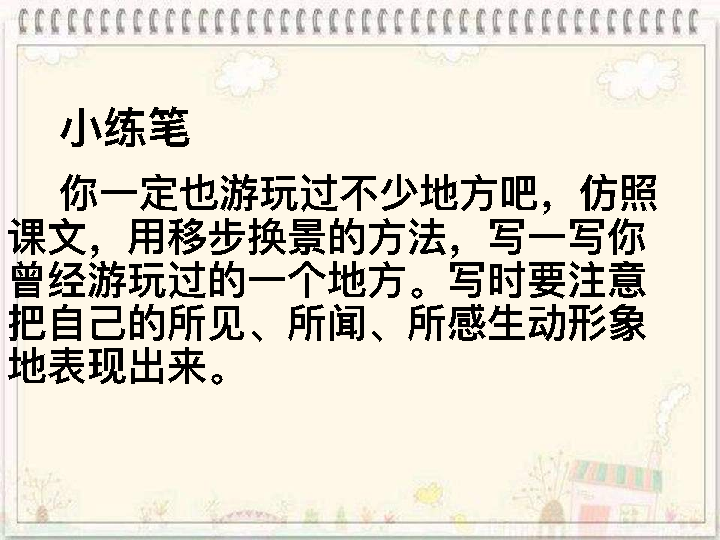 小练笔
你一定也游玩过不少地方吧，仿照
课文，用移步换景的方法，写一写你
曾经游玩过的一个地方。写时要注意
把自己的所见、所闻、所感生动形象
地表现出来。